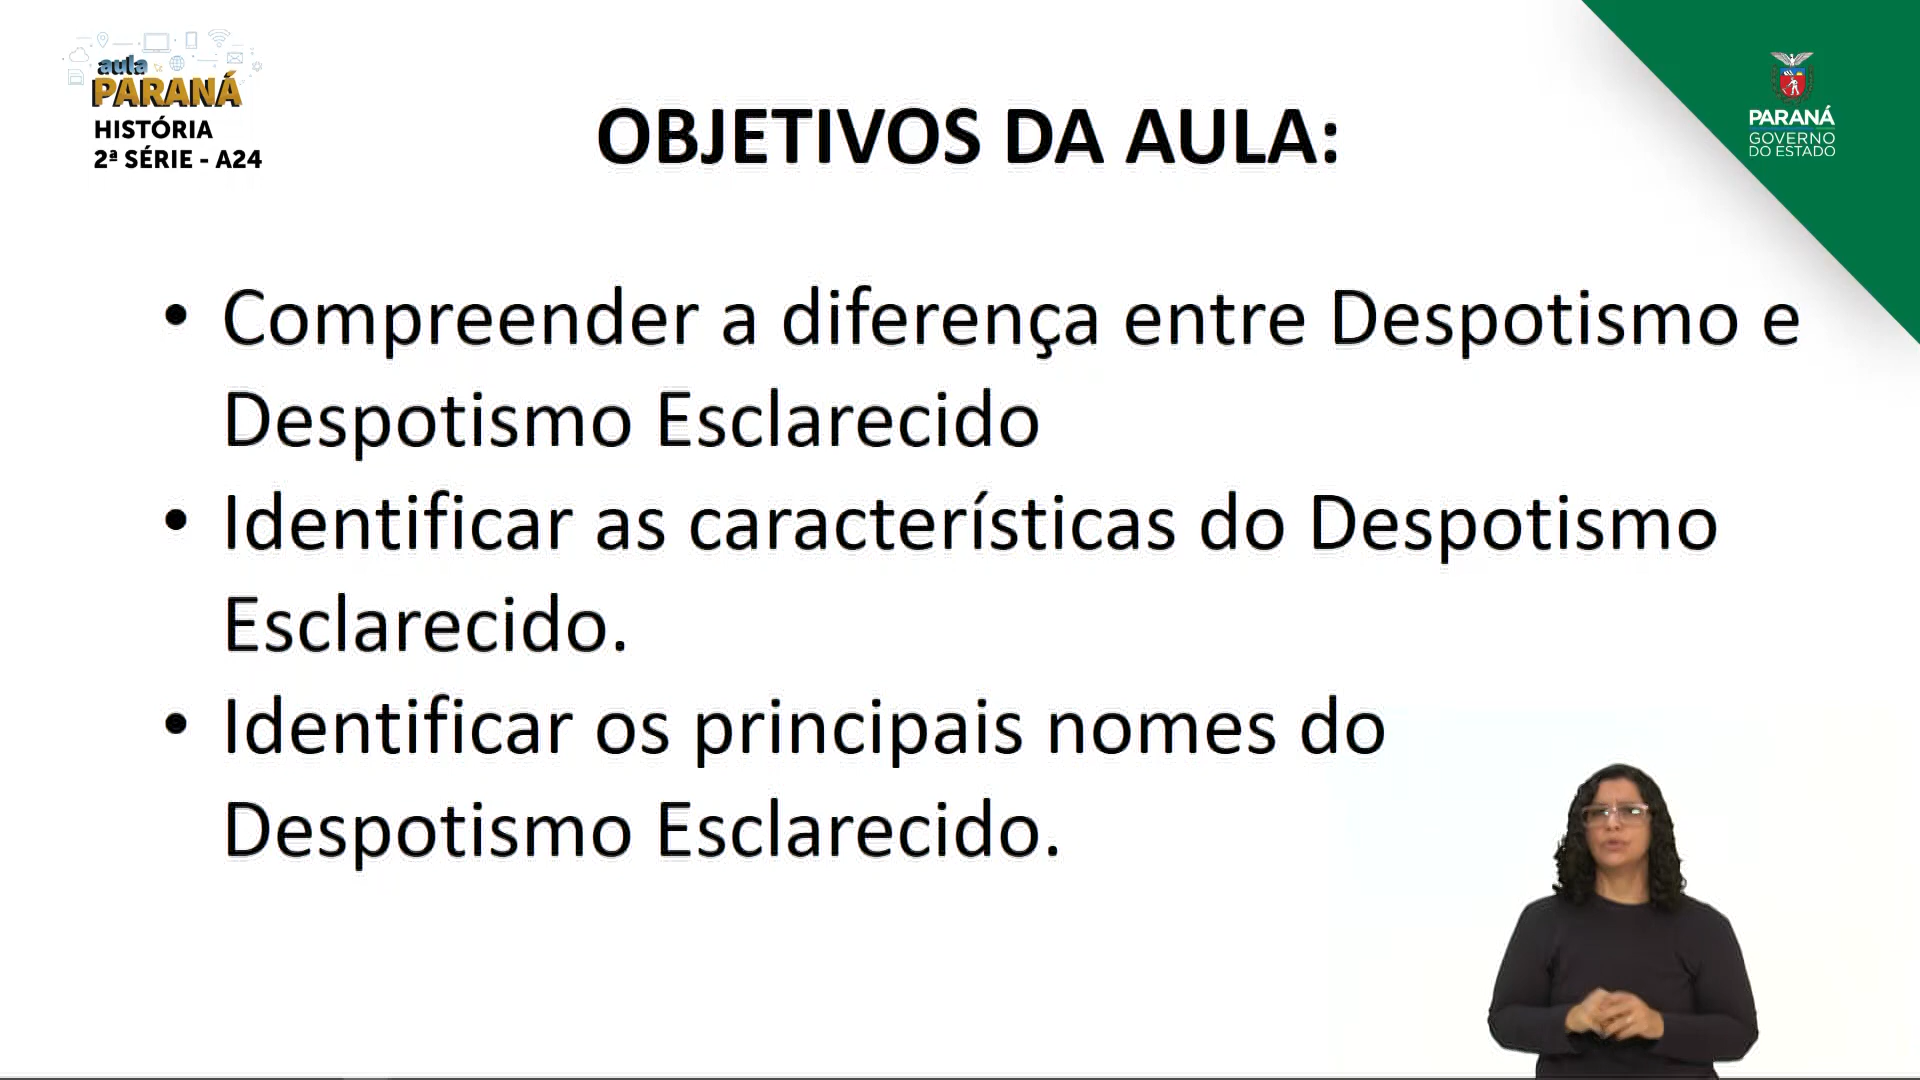 aula
PARANÁ
HISTÓRIA
2ª SÉRIE - A24
OBJETIVOS DA AULA:
PARANÁ
GOVERNO
DO ESTADO
• Compreender a diferença entre Despotismo e
Despotismo Esclarecido
• Identificar as características do Despotismo
Esclarecido.
• Identificar os principais nomes do
Despotismo Esclarecido.